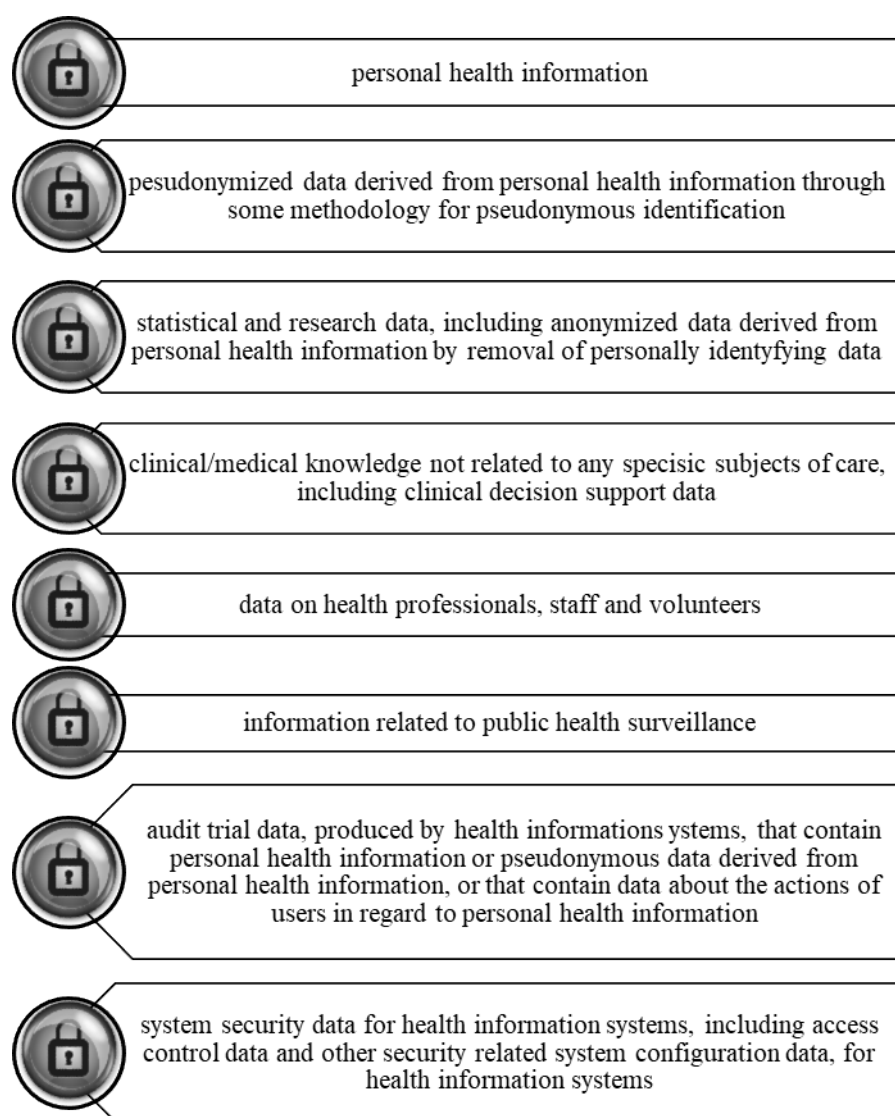 personal health information
pesudonymized data derived from personal health information through
some methodology for pseudonymous identification
statistical and research data, including anonymized data derived from
personal health information by removal of personally identyfying data
clinical/medical knowledge not related to any specisic subjects of care,
including clinical decision support data
data on health professionals, staff and volunteers
information related to public health surveillance
audit trial data, produced by health informations ystems, that contain
personal health information or pseudonymous data derived from
personal health information, or that contain data about the actions of
users in regard to personal health information
system security data for health information systems, including access
control data and other security related system configuration data, for
health information systems